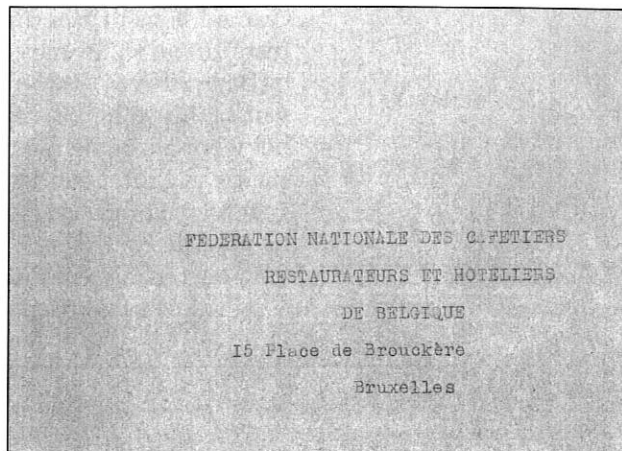 FEDERATION NATIONALE DES CAFETIERS
RESTAURATEURS ET HOTELIERS
DE BELGIQUE
I5 Place de Brouckère
Bruxelles